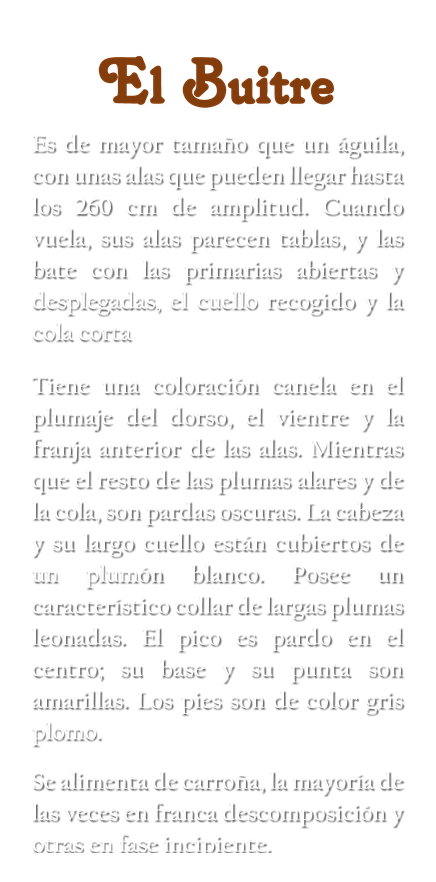 El Buitre
Es de mayor tamaño que un águila,
con unas alas que pueden llegar hasta
los 260 cm de amplitud. Cuando
vuela, sus alas parecen tablas, y las
bate con las primarias abiertas y
desplegadas, el cuello recogido y la
cola corta
Tiene una coloración canela en el
plumaje del dorso, el vientre y la
franja anterior de las alas. Mientras
que el resto de las plumas alares y de
la cola, son pardas oscuras. La cabeza
y su largo cuello están cubiertos de
un plumón blanco. Posee un
característico collar de largas plumas
leonadas. El pico es pardo en el
centro; su base y su punta son
amarillas. Los pies son de color gris
plomo.
Se alimenta de carroña, la mayoría de
las veces en franca descomposición y
otras en fase incipiente.